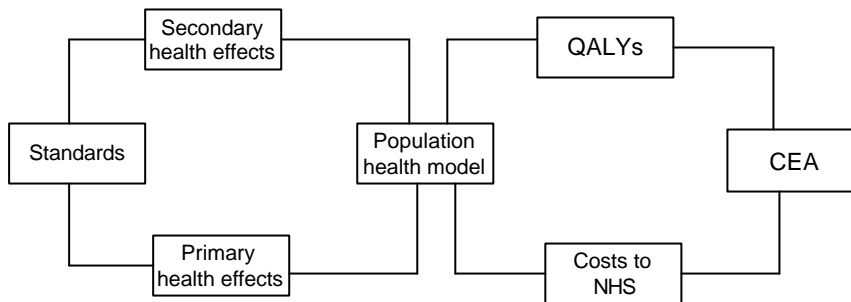 Secondary
health effects
QALYs
Standards
Population
health model
CEA
Primary
health effects
Costs to
NHS